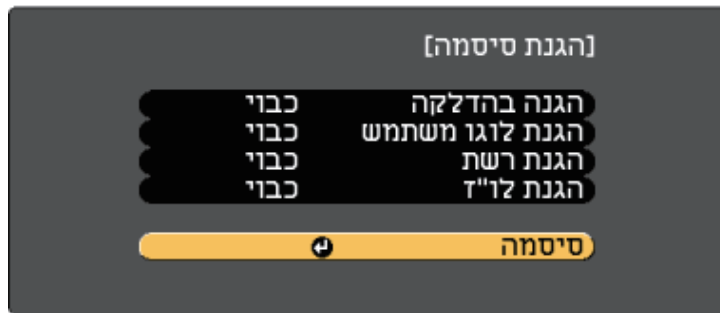 [הגנת סיסמה]
הגנה בהדלקה כבוי
הגנת לוגו משתמש כבוי
הגנת רשת כבוי
הגנת לו"ז כבוי
סיסמה